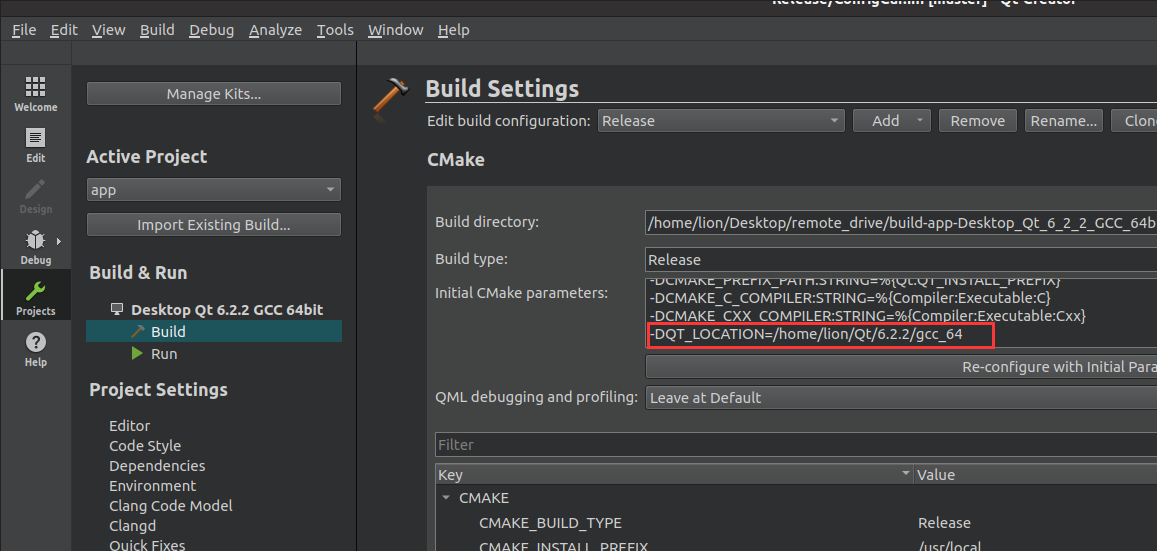 Release/ConfigGui.ini [master] - Qt Creator
File Edit View Build Debug Analyze Tools Window Help
Welcome
Edit
Design
Debug
Projects
Help
Manage Kits...
Active Project
app
Import Existing Build...
Build & Run
Desktop Qt 6.2.2 GCC 64bit
Build
Run
Project Settings
Editor
Code Style
Dependencies
Environment
Clang Code Model
Clangd
Quick Fixes
Build Settings
Edit build configuration: Release Add Remove Rename... Clon
CMake
Build directory: /home/lion/Desktop/remote_drive/build-app-Desktop_Qt_6_2_2_GCC_64b
Build type: Release
Initial CMake parameters:
-DCMAKE_PREFIX_PATH:STRING=%{Qt:QT_INSTALL_PREFIX}
-DCMAKE_C_COMPILER:STRING=%{Compiler:Executable:C}
-DCMAKE_CXX_COMPILER:STRING=%{Compiler:Executable:Cxx}
-DQT_LOCATION=/home/lion/Qt/6.2.2/gcc_64
Re-configure with Initial Para
QML debugging and profiling: Leave at Default
Filter
Key Value
CMAKE
CMAKE_BUILD_TYPE Release
CMAKE_INSTALL_PREFIX /usr/local